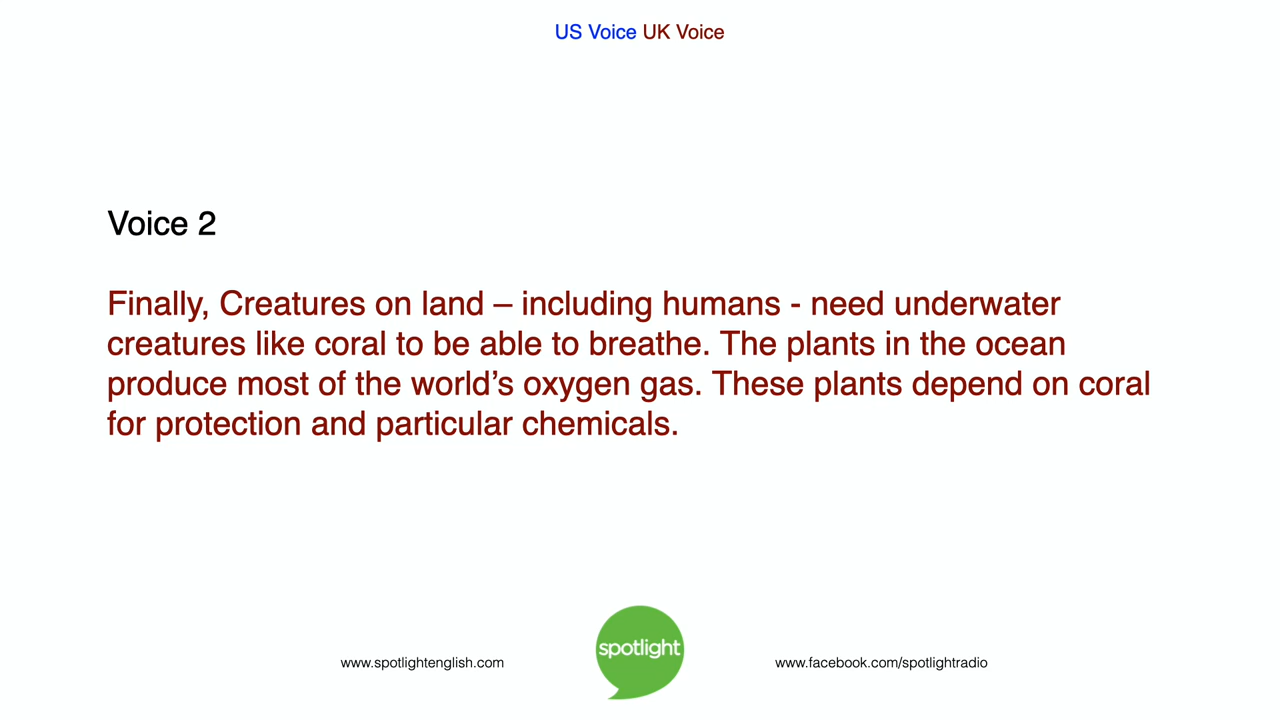 US Voice UK Voice
Voice 2
Finally, Creatures on land – including humans - need underwater
creatures like coral to be able to breathe. The plants in the ocean
produce most of the world’s oxygen gas. These plants depend on coral
for protection and particular chemicals.
spotlight
www.spotlightenglish.com
www.facebook.com/spotlightradio